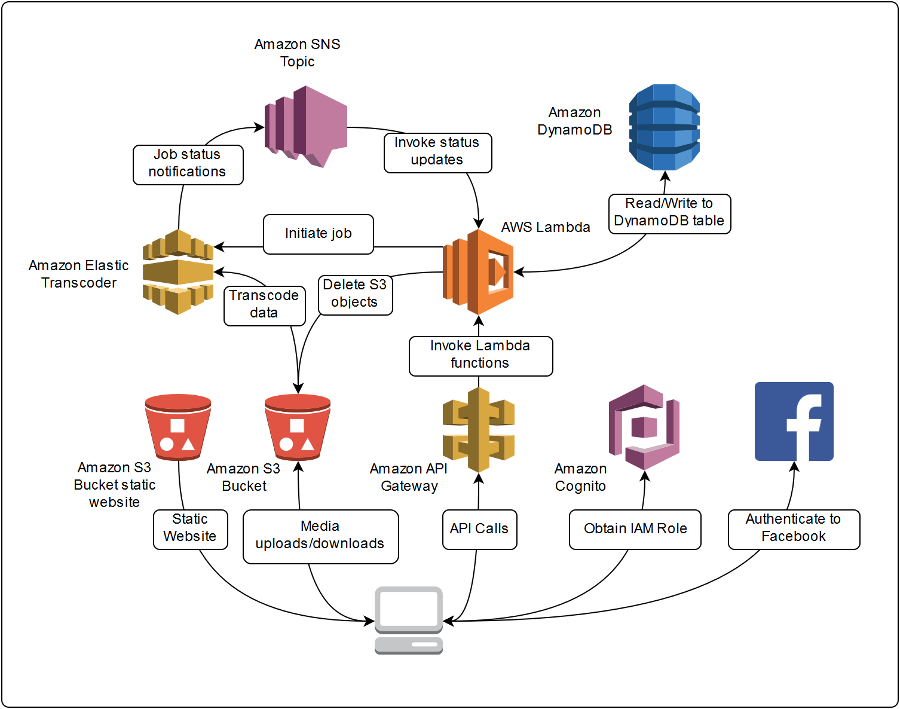 Amazon SNS
Topic
Amazon
DynamoDB
Job status
notifications
Invoke status
updates
Read/Write to
DynamoDB table
AWS Lambda
Initiate job
Amazon Elastic
Transcoder
Transcode
data
Delete S3
objects
Invoke Lambda
functions
Amazon S3
Bucket static
website
Amazon S3
Bucket
Amazon API
Gateway
Amazon
Cognito
f
Static
Website
Media
uploads/downloads
API Calls
Obtain IAM Role
Authenticate to
Facebook